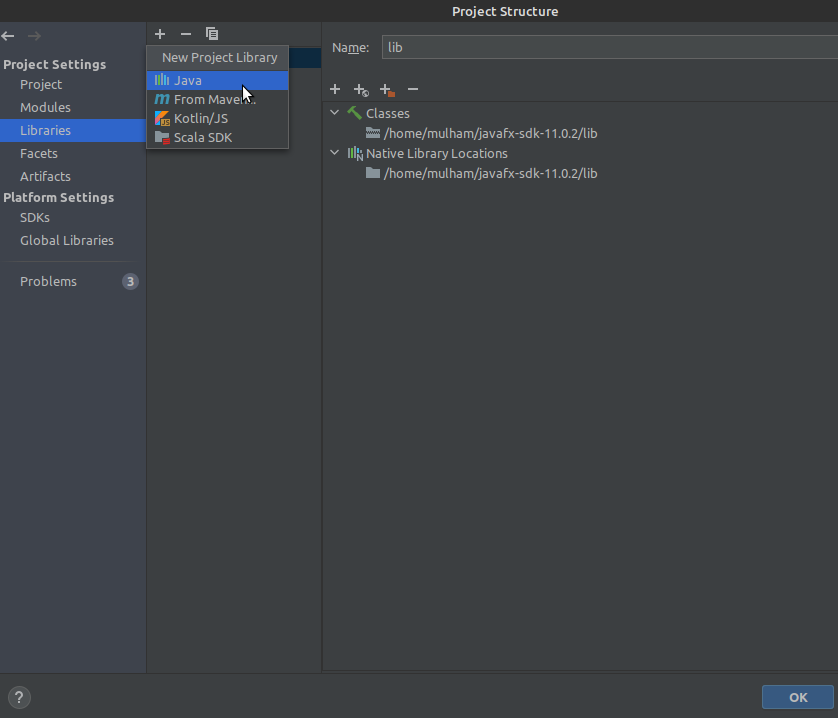 Project Structure
Project Settings
Project
Modules
Libraries
Facets
Artifacts
Platform Settings
SDKs
Global Libraries
Problems 3
New Project Library
Java
From Maven...
Kotlin/JS
Scala SDK
Name: lib
Classes
/home/mulham/javafx-sdk-11.0.2/lib
Native Library Locations
/home/mulham/javafx-sdk-11.0.2/lib
?
OK